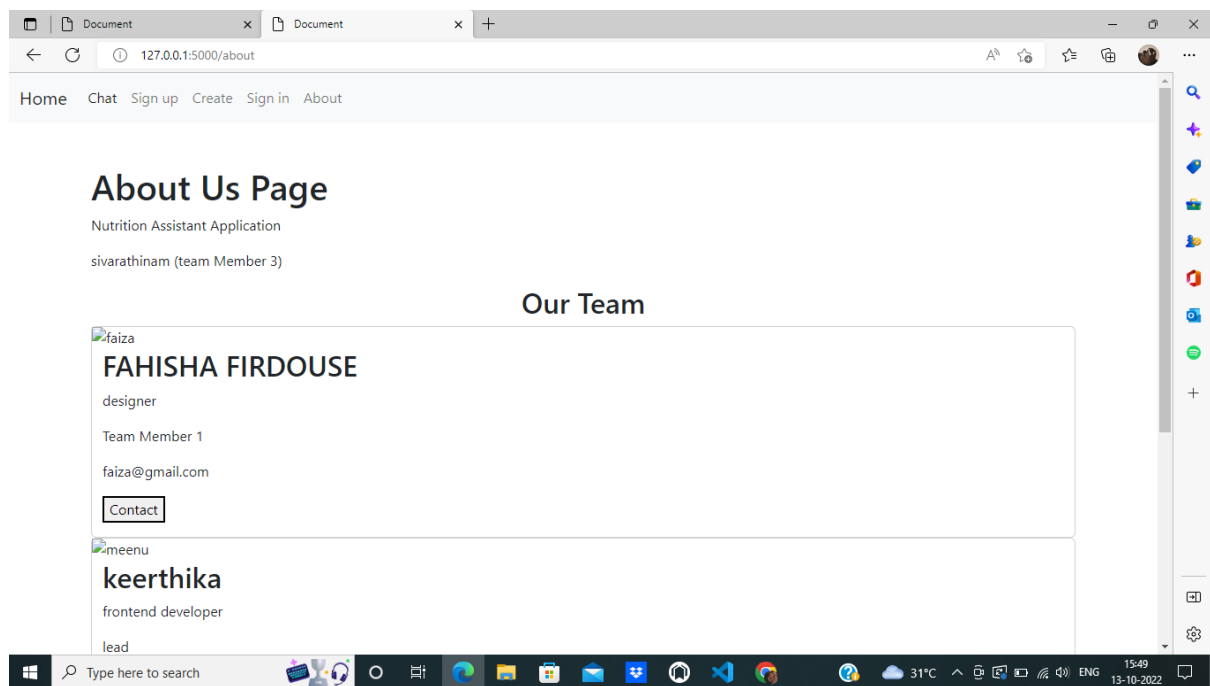 Document
Document
127.0.0.1:5000/about
Home Chat Sign up Create Sign in About
About Us Page
Nutrition Assistant Application
sivarathinam (team Member 3)
Our Team
faiza
FAHISHA FIRDOUSE
designer
Team Member 1
faiza@gmail.com
Contact
meenu
keerthika
frontend developer
lead
Type here to search
31°C
ENG
15:49
13-10-2022